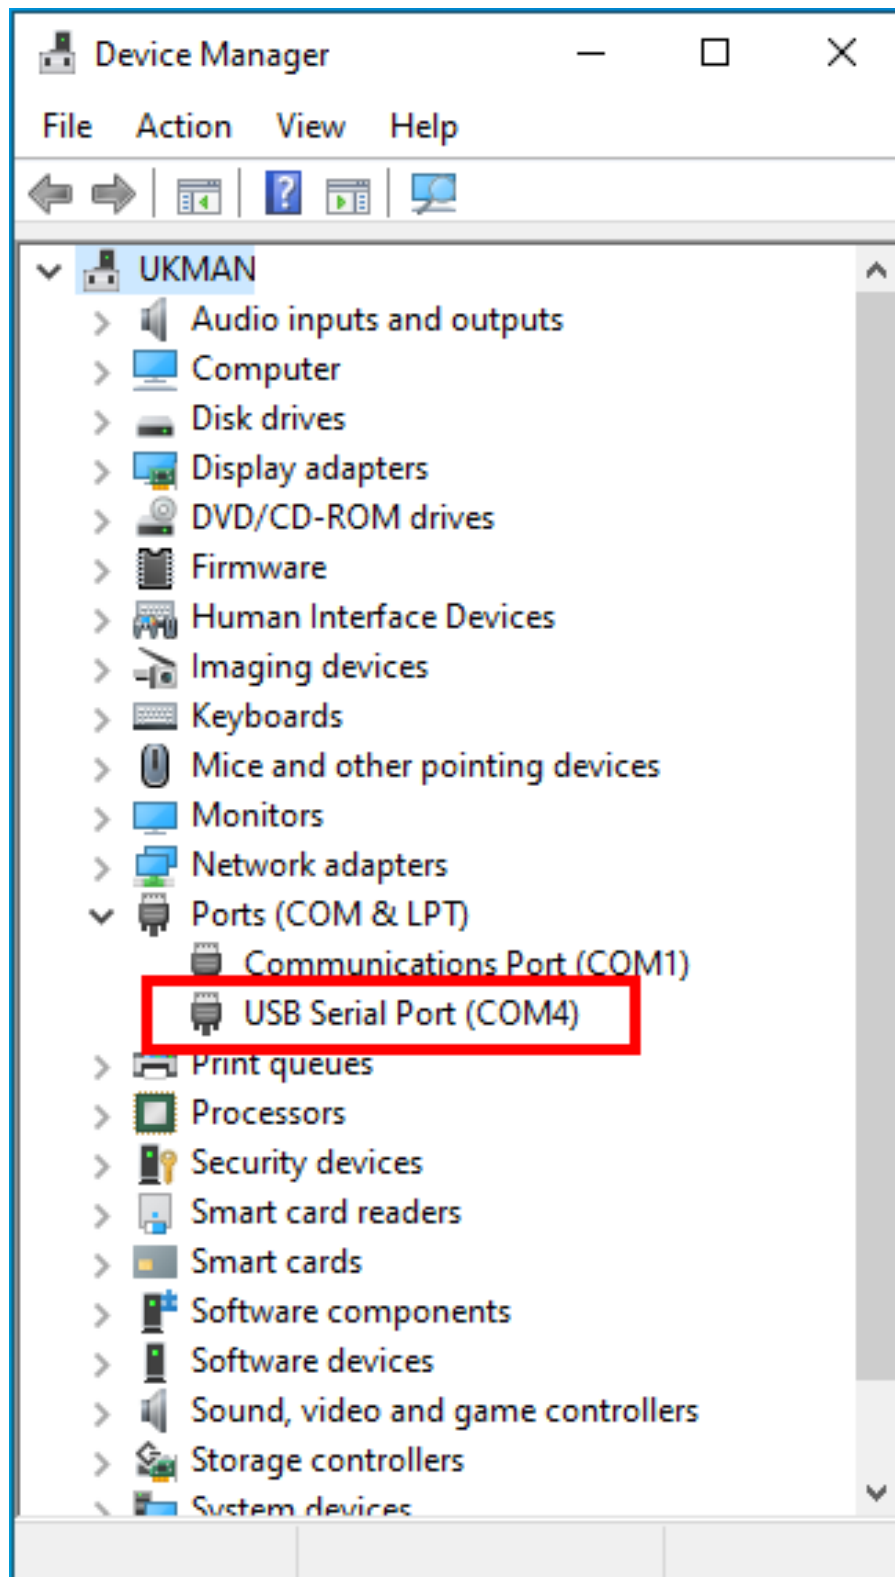 Device Manager
File Action View Help
UKMAN
Audio inputs and outputs
Computer
Disk drives
Display adapters
DVD/CD-ROM drives
Firmware
Human Interface Devices
Imaging devices
Keyboards
Mice and other pointing devices
Monitors
Network adapters
Ports (COM & LPT)
Communications Port (COM1)
USB Serial Port (COM4)
Print queues
Processors
Security devices
Smart card readers
Smart cards
Software components
Software devices
Sound, video and game controllers
Storage controllers
System devices